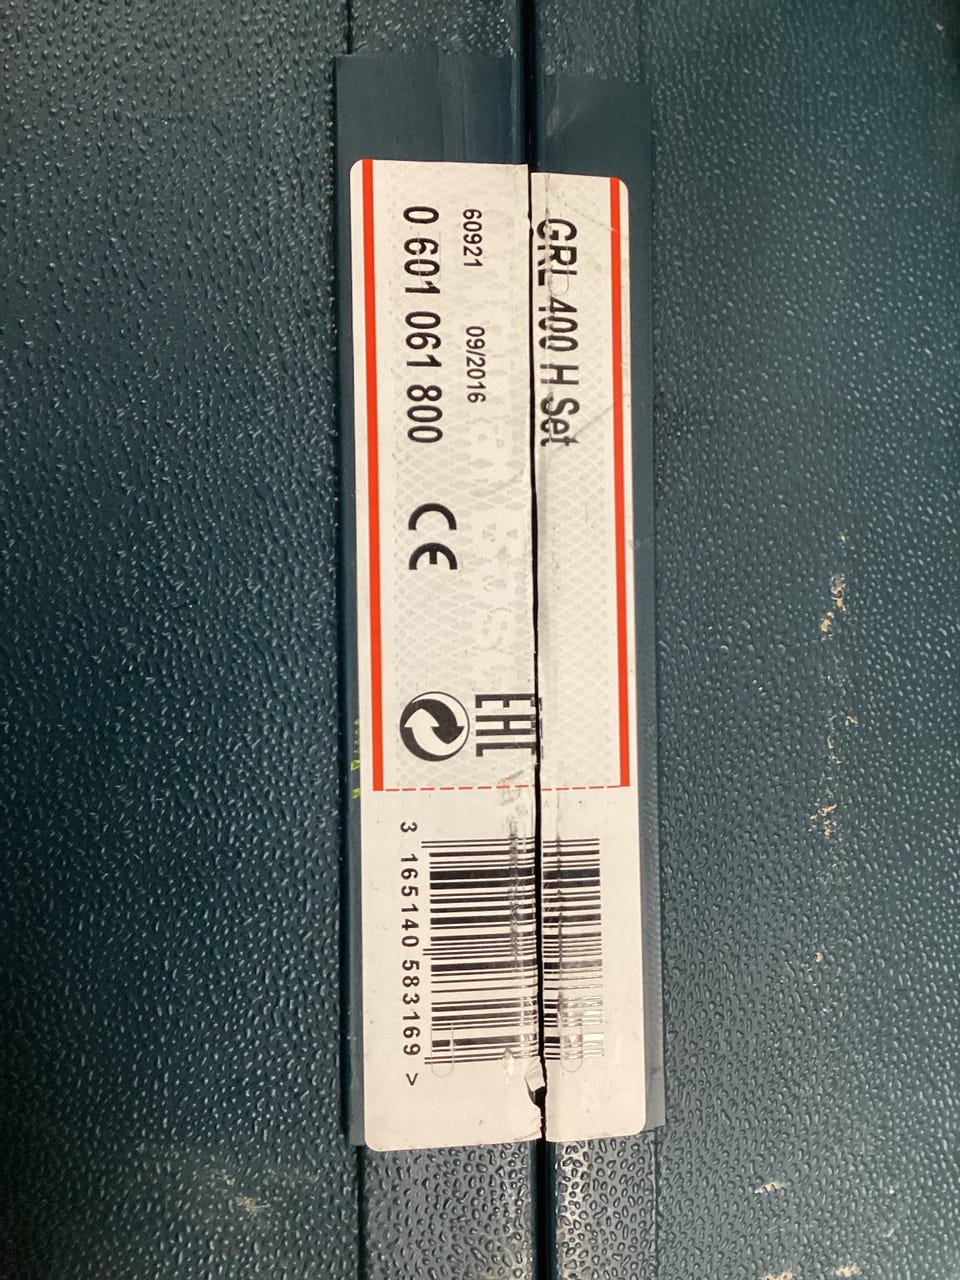 GRL 400 H Set
60921 09/2016
0 601 061 800
CE
EAC
3 165140 583169 >